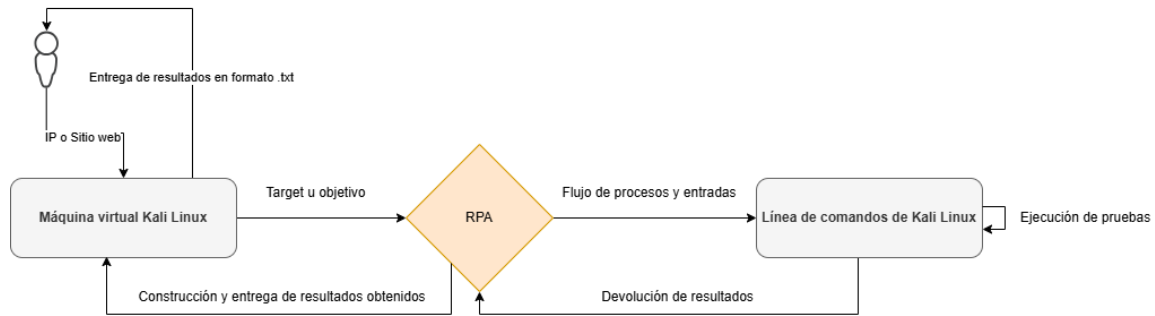 Entrega de resultados en formato .txt
IP o Sitio web
Máquina virtual Kali Linux
Target u objetivo
RPA
Flujo de procesos y entradas
Línea de comandos de Kali Linux
Ejecución de pruebas
Construcción y entrega de resultados obtenidos
Devolución de resultados